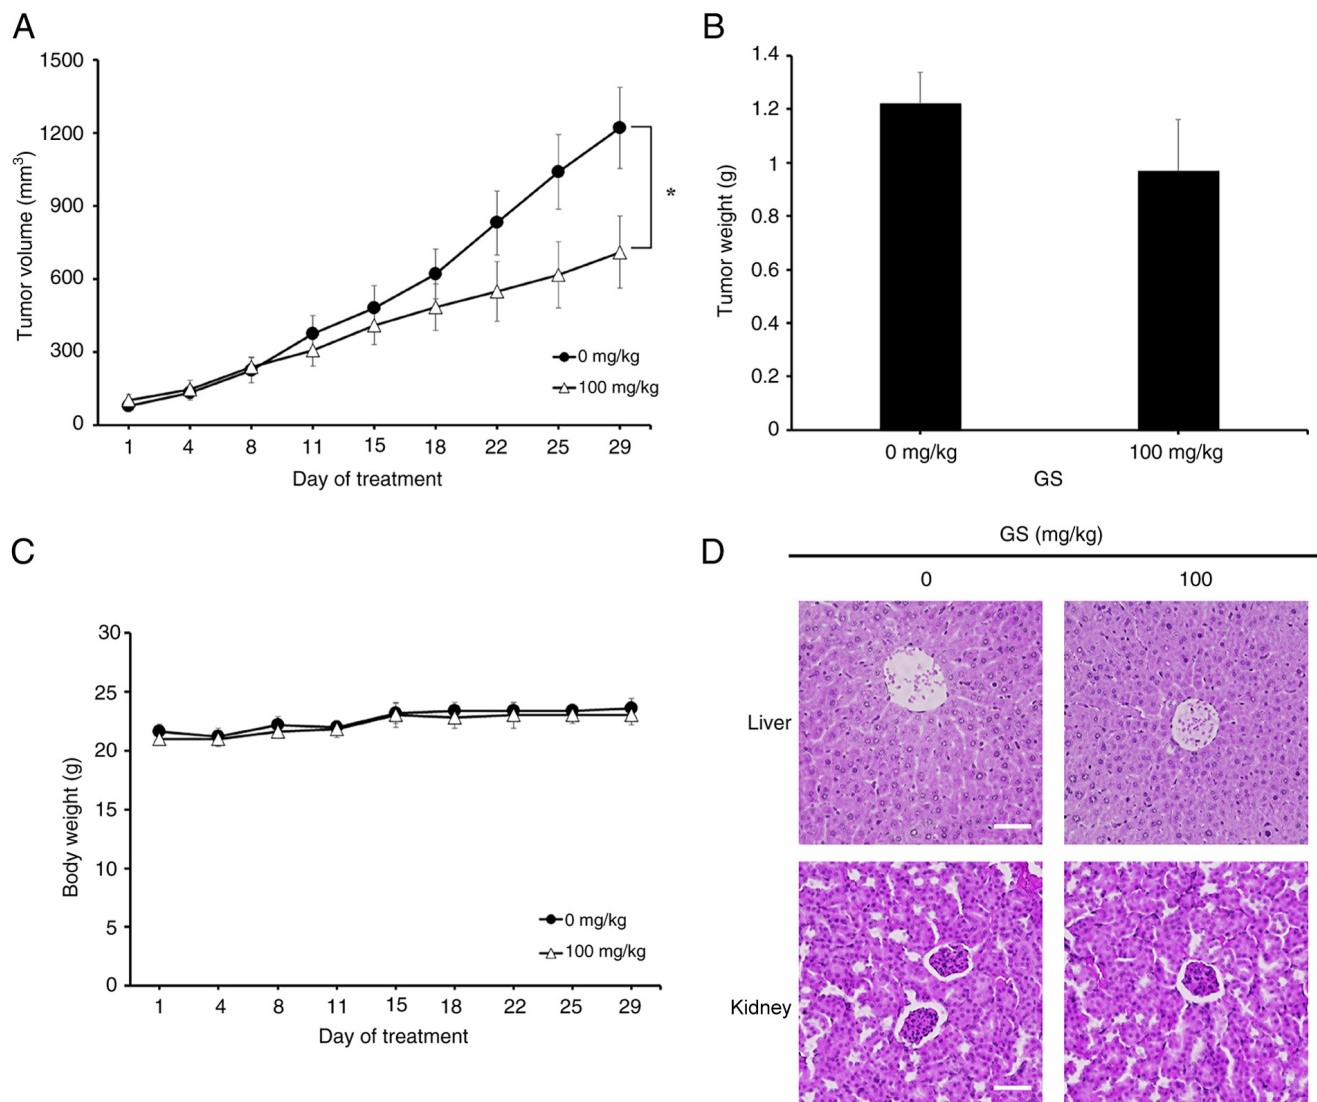 A
1500
1200
900
600
300
0
Tumor volume (mm³)
*
0 mg/kg
100 mg/kg
1 4 8 11 15 18 22 25 29
Day of treatment
B
1.4
1.2
1
0.8
0.6
0.4
0.2
0
Tumor weight (g)
0 mg/kg 100 mg/kg
GS
C
30
25
20
15
10
5
0
Body weight (g)
0 mg/kg
100 mg/kg
1 4 8 11 15 18 22 25 29
Day of treatment
D
GS (mg/kg)
0 100
Liver
Kidney